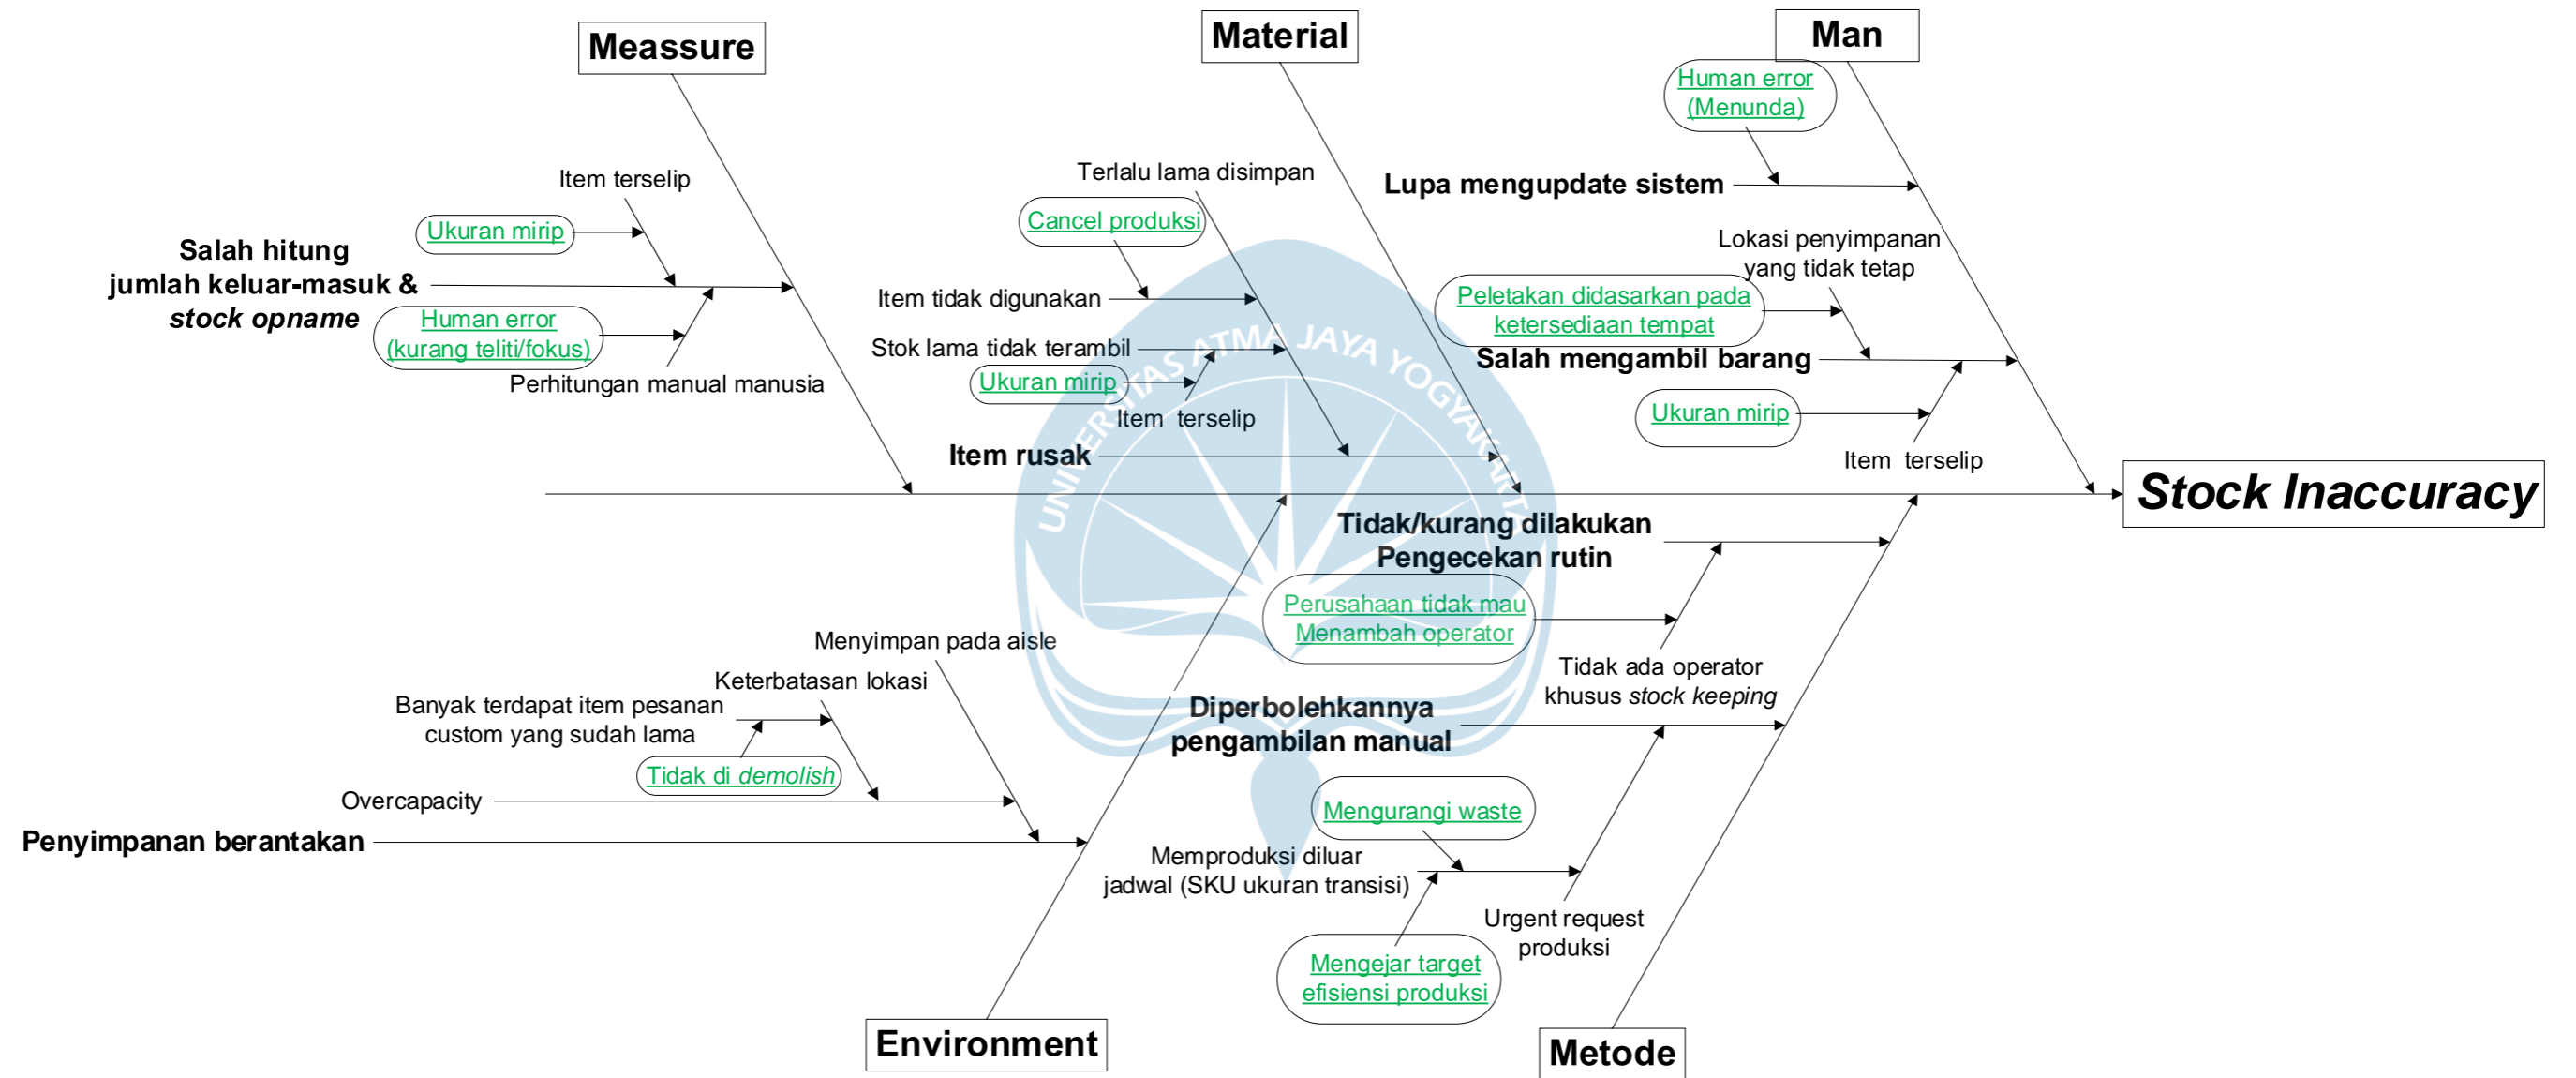 Meassure
Material
Man
Human error
(Menunda)
Item terselip
Terlalu lama disimpan
Lupa mengupdate sistem
Ukuran mirip
Cancel produksi
Lokasi penyimpanan
yang tidak tetap
Salah hitung
jumlah keluar-masuk &
stock opname
Item tidak digunakan
Peletakan didasarkan pada
ketersediaan tempat
Human error
(kurang teliti/fokus)
Stok lama tidak terambil
Salah mengambil barang
Perhitungan manual manusia
Ukuran mirip
Item terselip
Ukuran mirip
Item rusak
Item terselip
UNIVERSITAS ATMA JAYA YOGYAKARTA
Stock Inaccuracy
Tidak/kurang dilakukan
Pengecekan rutin
Perusahaan tidak mau
Menambah operator
Menyimpan pada aisle
Tidak ada operator
khusus stock keeping
Keterbatasan lokasi
Banyak terdapat item pesanan
custom yang sudah lama
Diperbolehkannya
pengambilan manual
Tidak di demolish
Overcapacity
Mengurangi waste
Penyimpanan berantakan
Memproduksi diluar
jadwal (SKU ukuran transisi)
Urgent request
produksi
Mengejar target
efisiensi produksi
Environment
Metode